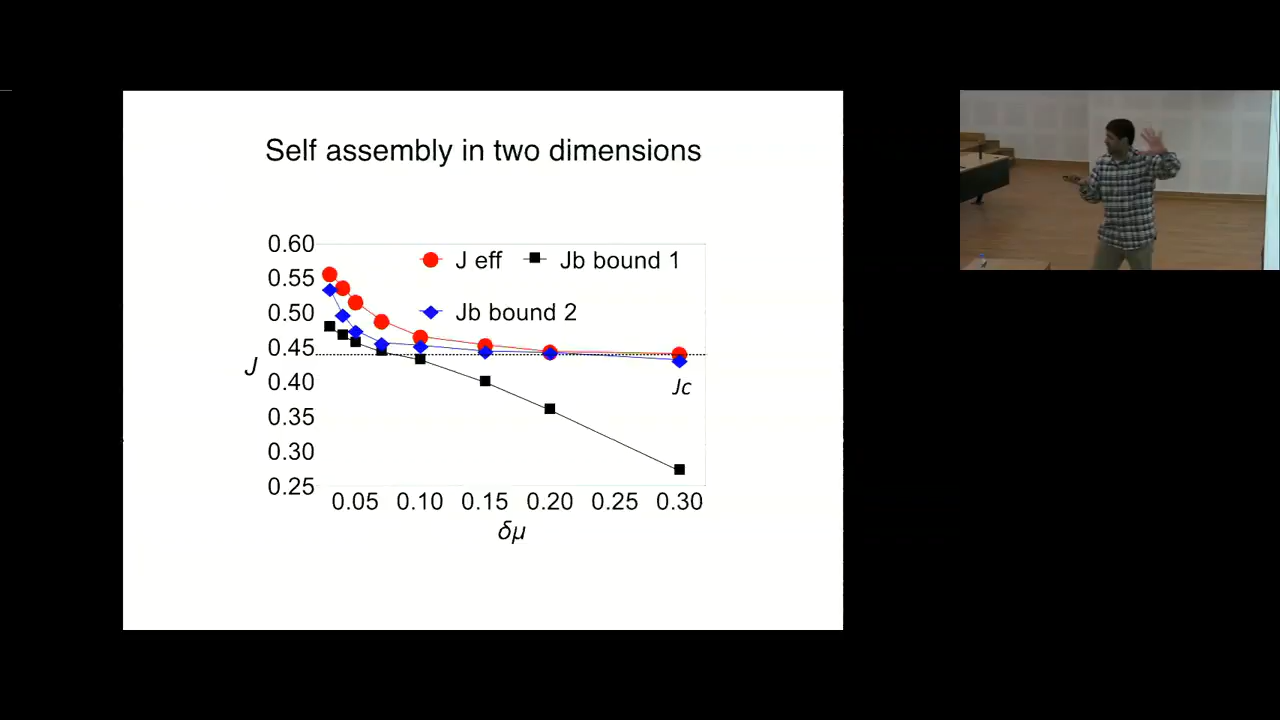 Self assembly in two dimensions
0.60
J eff
Jb bound 1
0.55
0.50
Jb bound 2
0.45
J
0.40
Jc
0.35
0.30
0.25
0.05 0.10 0.15 0.20 0.25 0.30
δμ